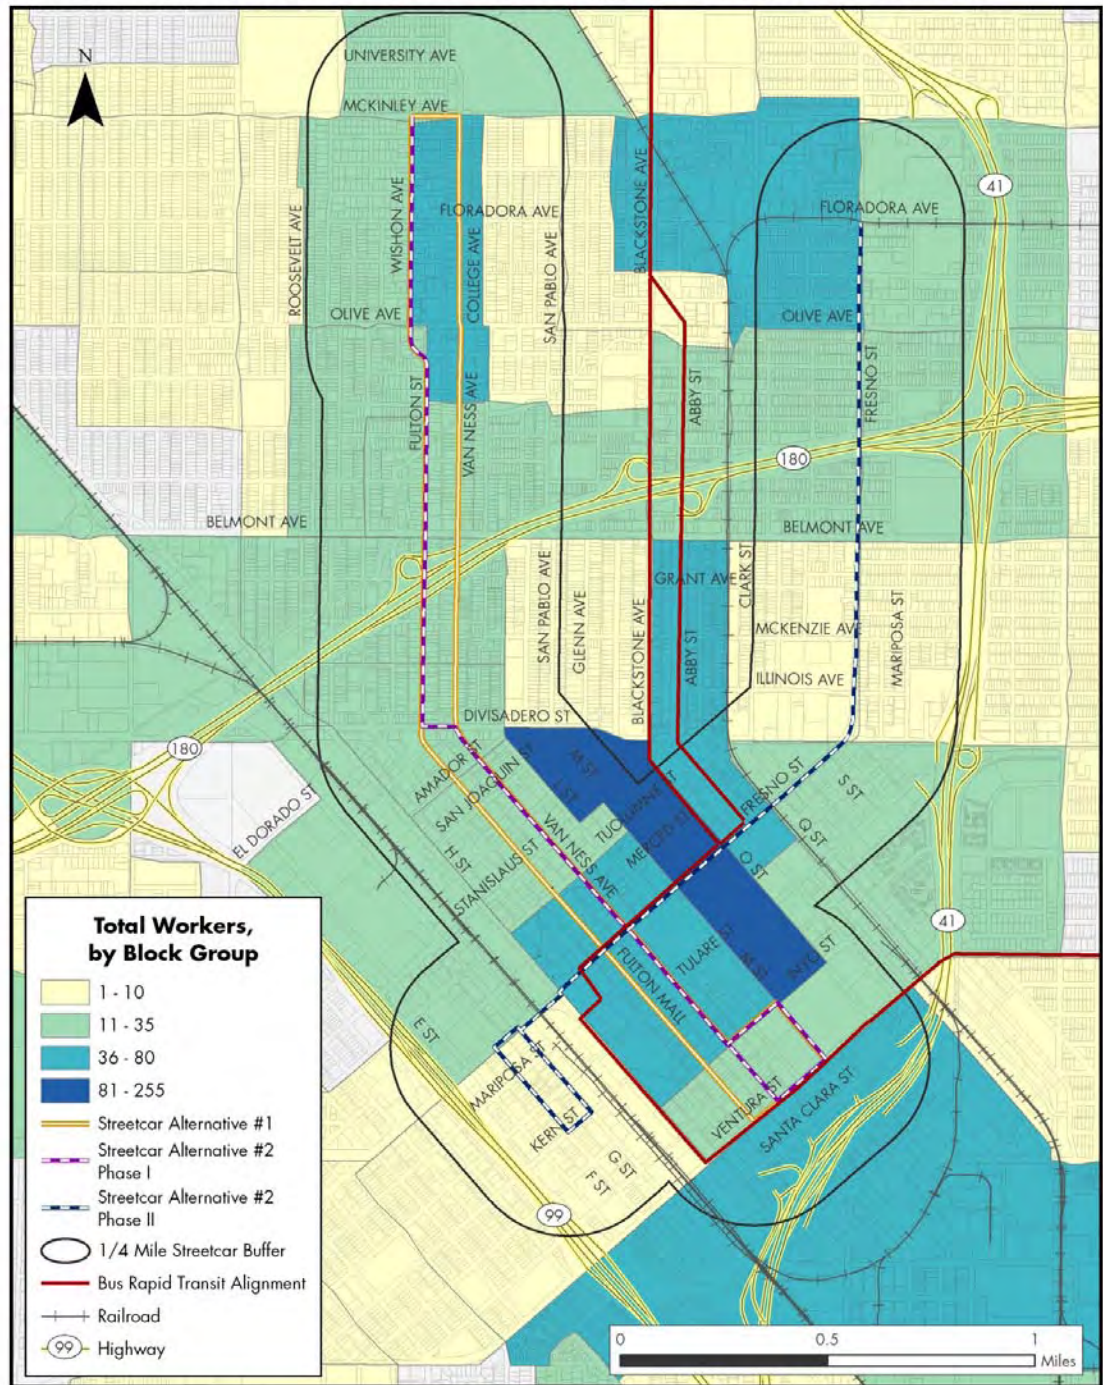 UNIVERSITY AVE
N
MCKINLEY AVE
41
ROOSEVELT AVE
WISHON AVE
FLORADORA AVE
COLLEGE AVE
SAN PABLO AVE
BLACKSTONE AVE
FLORADORA AVE
OLIVE AVE
OLIVE AVE
FULTON ST
VAN NESS AVE
ABBY ST
FRESNO ST
180
BELMONT AVE
BELMONT AVE
SAN PABLO AVE
GLENN AVE
BLACKSTONE AVE
GRANT AVE
ABBY ST
CLARK ST
MCKENZIE AVE
MARIPOSA ST
ILLINOIS AVE
DIVISADERO ST
180
AMADOR ST
SAN JOAQUIN ST
M ST
L ST
TUOLUMNE ST
FRESNO ST
S ST
EL DORADO ST
H ST
VAN NESS AVE
MERCED ST
Q ST
STANISLAUS ST
O ST
41
FULTON MALL
TULARE ST
M ST
INYO ST
E ST
MARIPOSA ST
KERN ST
VENTURA ST
SANTA CLARA ST
G ST
F ST
99
Total Workers,
by Block Group
1 - 10
11 - 35
36 - 80
81 - 255
Streetcar Alternative #1
Streetcar Alternative #2
Phase I
Streetcar Alternative #2
Phase II
1/4 Mile Streetcar Buffer
Bus Rapid Transit Alignment
Railroad
99 Highway
0 0.5 1
Miles